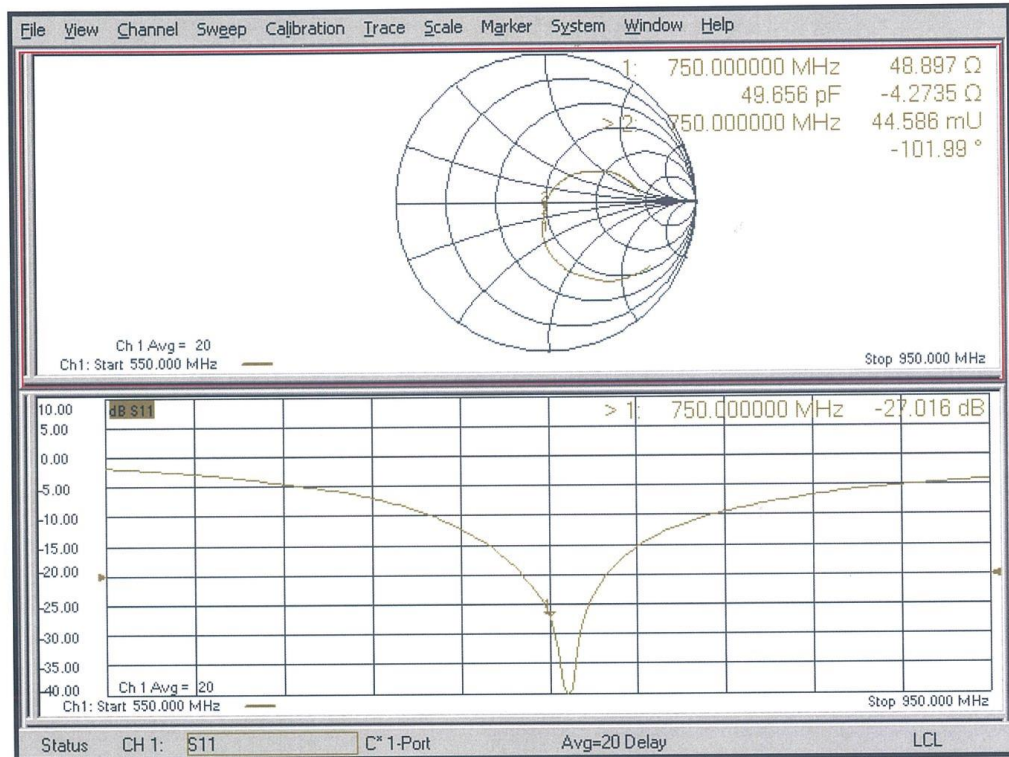 File View Channel Sweep Calibration Trace Scale Marker System Window Help
1: 750.000000 MHz 48.897 Ω
49.656 pF -4.2735 Ω
> 2: 750.000000 MHz 44.586 mU
-101.99 °
Ch 1 Avg = 20
Ch1: Start 550.000 MHz
Stop 950.000 MHz
10.00
dB S11
> 1: 750.000000 MHz -27.016 dB
5.00
0.00
-5.00
-10.00
-15.00
-20.00
-25.00
-30.00
-35.00
-40.00
Ch 1 Avg = 20
Ch1: Start 550.000 MHz
Stop 950.000 MHz
Status CH 1: S11 C* 1-Port Avg=20 Delay LCL